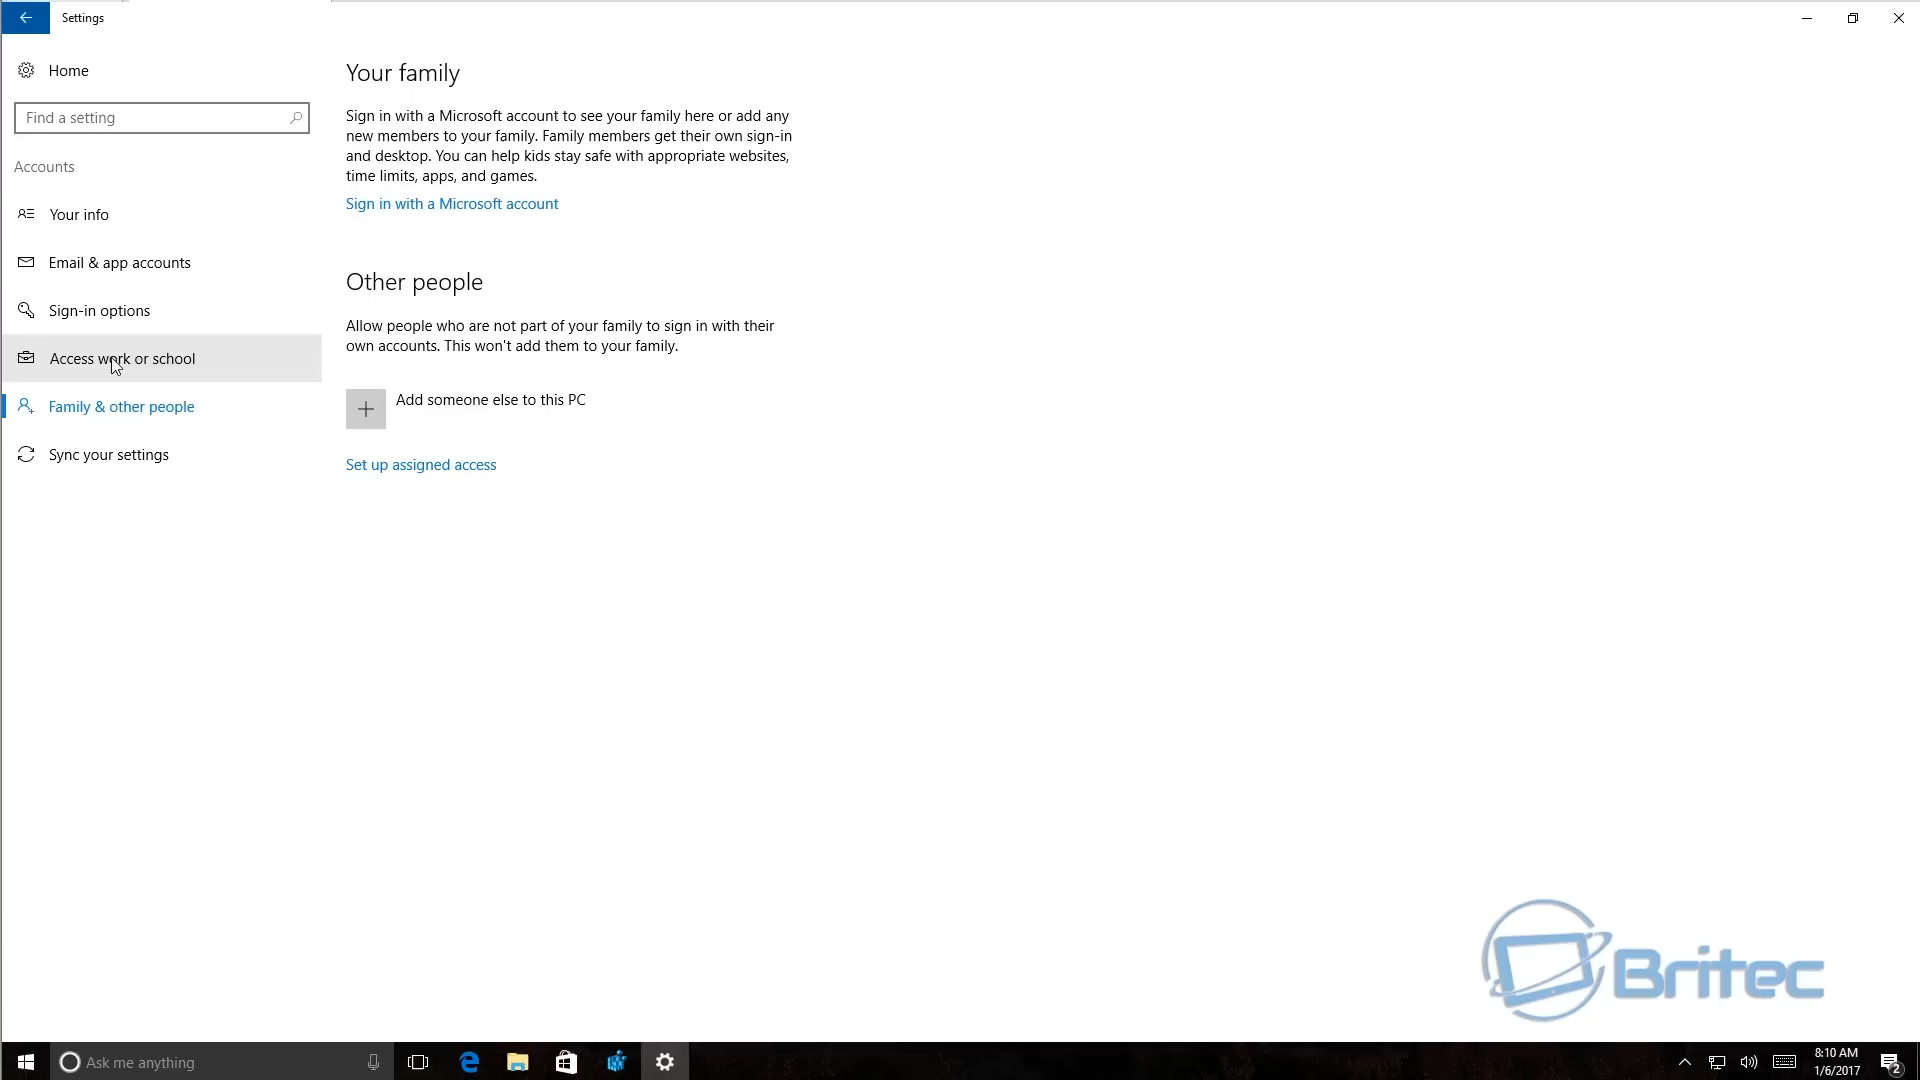 Settings
Home
Find a setting
Accounts
Your info
Email & app accounts
Sign-in options
Access work or school
Family & other people
Sync your settings
Your family
Sign in with a Microsoft account to see your family here or add any
new members to your family. Family members get their own sign-in
and desktop. You can help kids stay safe with appropriate websites,
time limits, apps, and games.
Sign in with a Microsoft account
Other people
Allow people who are not part of your family to sign in with their
own accounts. This won't add them to your family.
Add someone else to this PC
Set up assigned access
Britec
Ask me anything
8:10 AM
1/6/2017
2